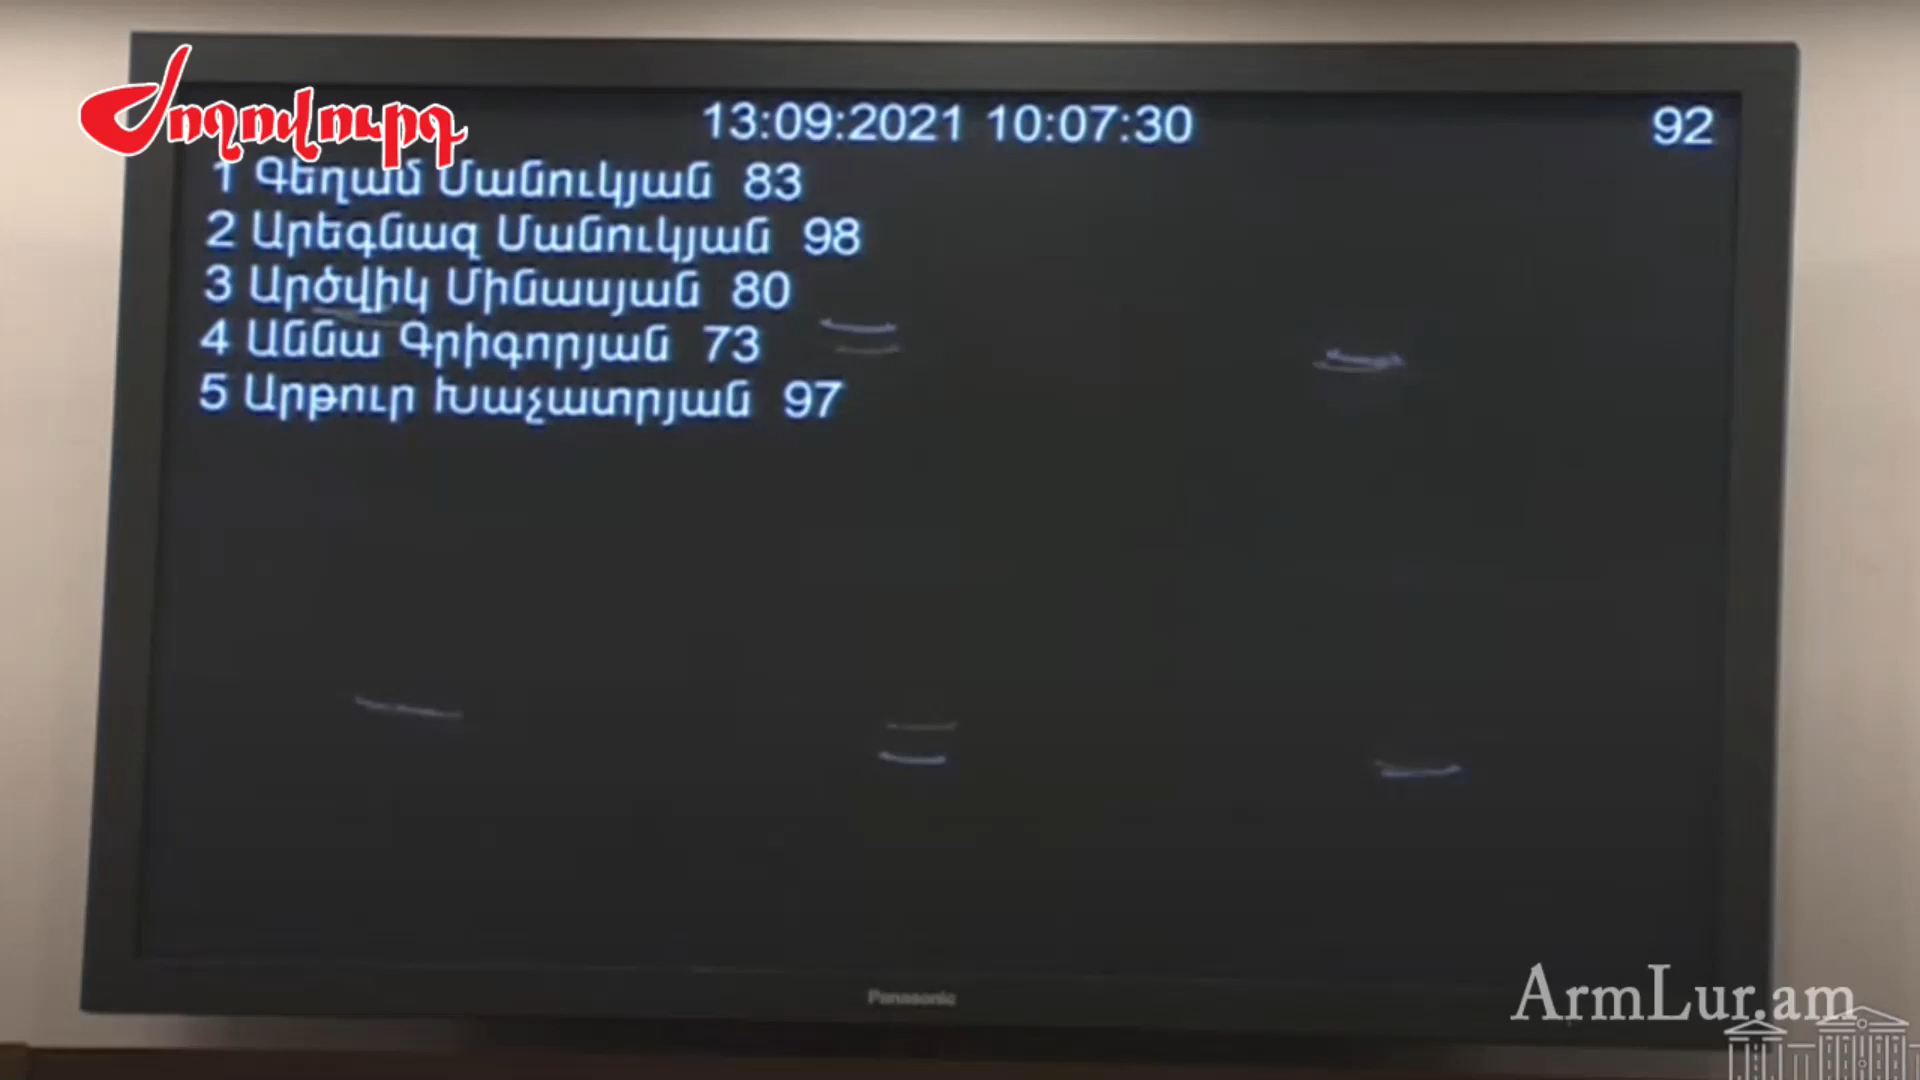 Ժողովուրդ
13:09:2021 10:07:30 92
1 Գեղամ Մանուկյան 83
2 Արեգնազ Մանուկյան 98
3 Արծվիկ Մինասյան 80
4 Աննա Գրիգորյան 73
5 Արթուր Խաչատրյան 97
Panasonic
ArmLur.am